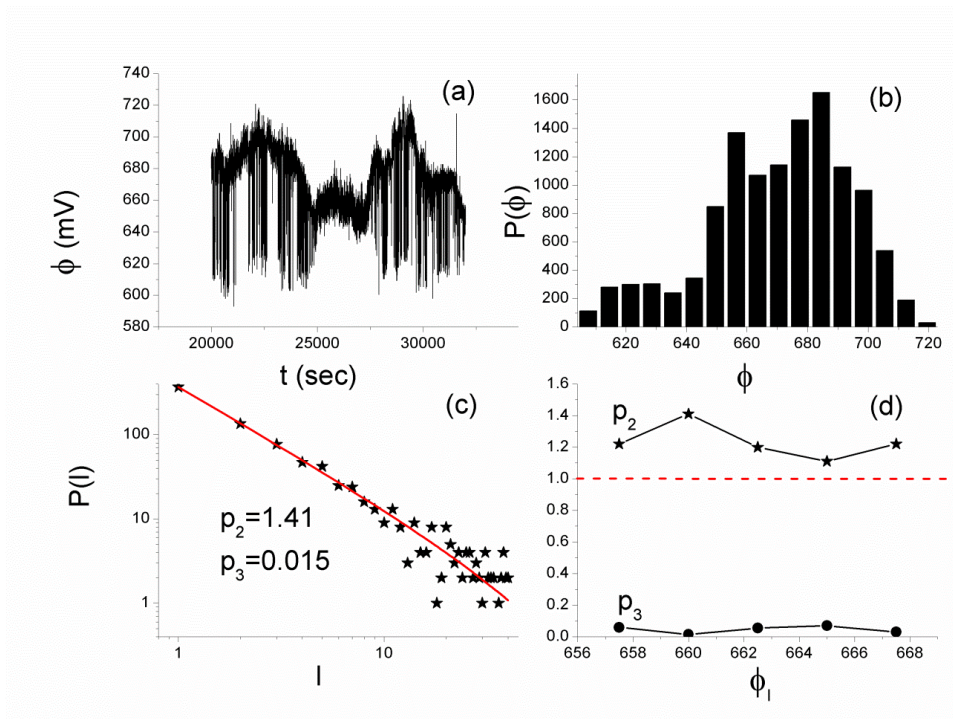 (a)
740
720
700
680
660
640
620
600
580
ϕ (mV)
20000 25000 30000
t (sec)
(b)
1600
1400
1200
1000
800
600
400
200
0
P(ϕ)
620 640 660 680 700 720
ϕ
(c)
100
10
1
P(l)
p2=1.41
p3=0.015
1 10
l
(d)
1.6
1.4
1.2
1.0
0.8
0.6
0.4
0.2
0.0
p2
p3
656 658 660 662 664 666 668
ϕl